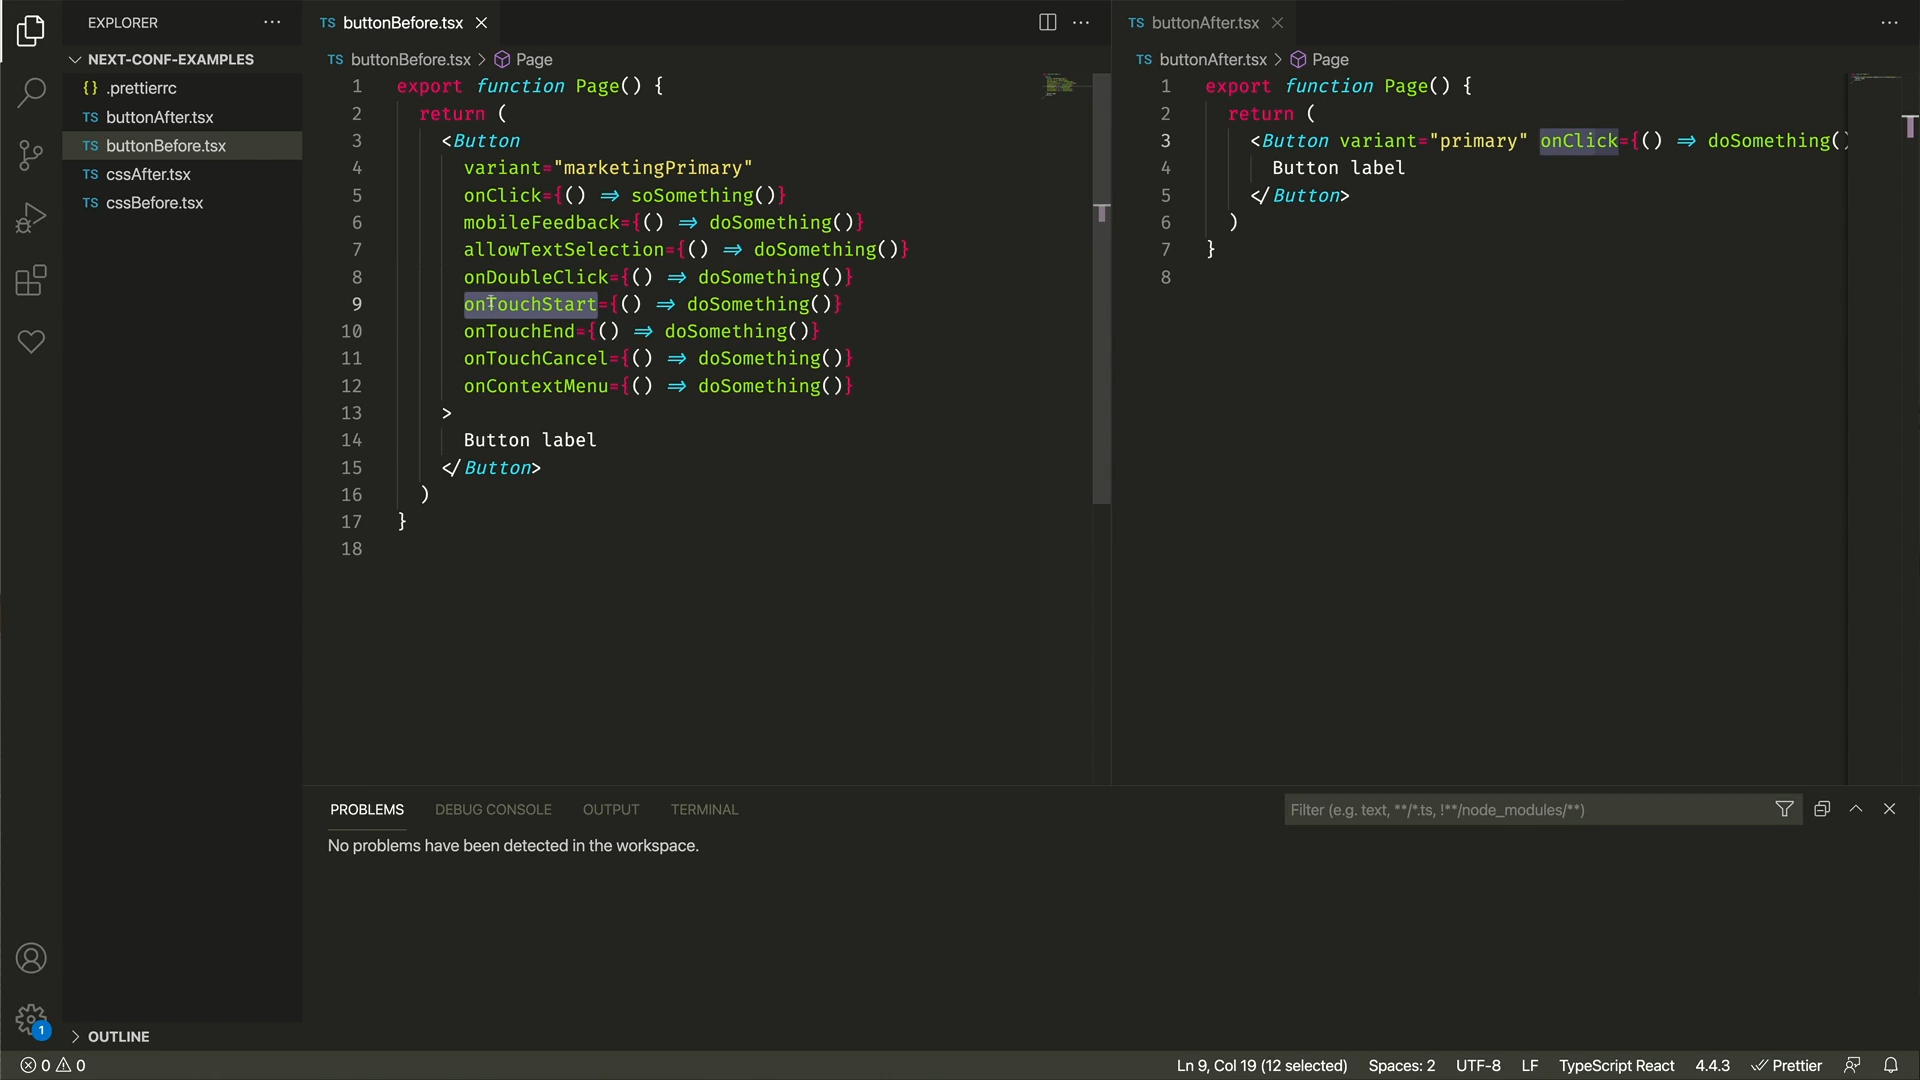 EXPLORER
NEXT-CONF-EXAMPLES
{} .prettierrc
TS buttonAfter.tsx
TS buttonBefore.tsx
TS cssAfter.tsx
TS cssBefore.tsx
OUTLINE
1
TS buttonBefore.tsx
TS buttonBefore.tsx > Page
1 export function Page() {
2 return (
3 <Button
4 variant="marketingPrimary"
5 onClick={() => soSomething()}
6 mobileFeedback={() => doSomething()}
7 allowTextSelection={() => doSomething()}
8 onDoubleClick={() => doSomething()}
9 onTouchStart={() => doSomething()}
10 onTouchEnd={() => doSomething()}
11 onTouchCancel={() => doSomething()}
12 onContextMenu={() => doSomething()}
13 >
14 Button label
15 </Button>
16 )
17 }
18
TS buttonAfter.tsx
TS buttonAfter.tsx > Page
1 export function Page() {
2 return (
3 <Button variant="primary" onClick={() => doSomething()
4 Button label
5 </Button>
6 )
7 }
8
PROBLEMS DEBUG CONSOLE OUTPUT TERMINAL
Filter (e.g. text, **/*.ts, !**/node_modules/**)
No problems have been detected in the workspace.
0 0
Ln 9, Col 19 (12 selected) Spaces: 2 UTF-8 LF TypeScript React 4.4.3 Prettier